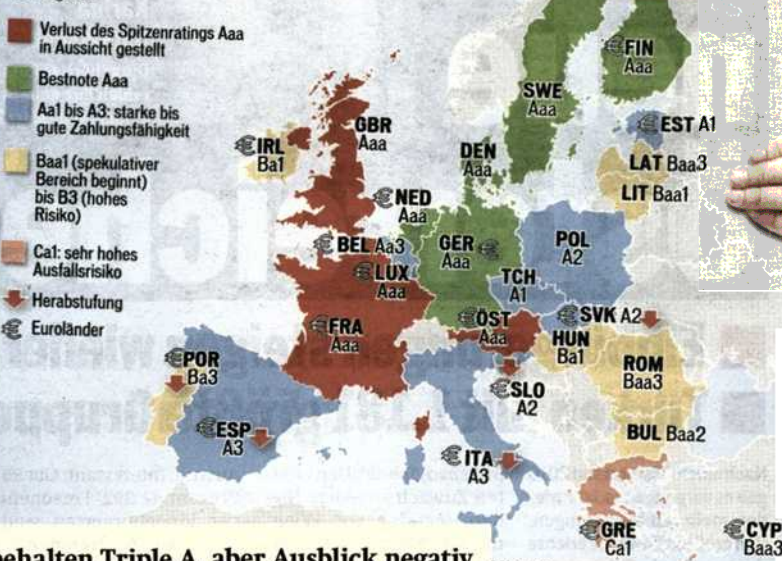 Verlust des Spitzenratings Aaa
in Aussicht gestellt
Bestnote Aaa
Aa1 bis A3: starke bis
gute Zahlungsfähigkeit
Baa1 (spekulativer
Bereich beginnt)
bis B3 (hohes
Risiko)
Ca1: sehr hohes
Ausfallsrisiko
Herabstufung
€ Euroländer
€FIN
Aaa
SWE
Aaa
€EST A1
GBR
Aaa
€IRL
Ba1
DEN
Aaa
LAT Baa3
LIT Baa1
€NED
Aaa
€BEL Aa3
GER €
Aaa
POL
A2
€LUX
Aaa
TCH
A1
€FRA
Aaa
€ÖST
Aaa
€SVK A2
HUN
Ba1
ROM
Baa3
€POR
Ba3
€SLO
A2
€ESP
A3
BUL Baa2
€ITA
A3
€GRE
Ca1
€CYP
Baa3
behalten Triple A, aber Ausblick negativ